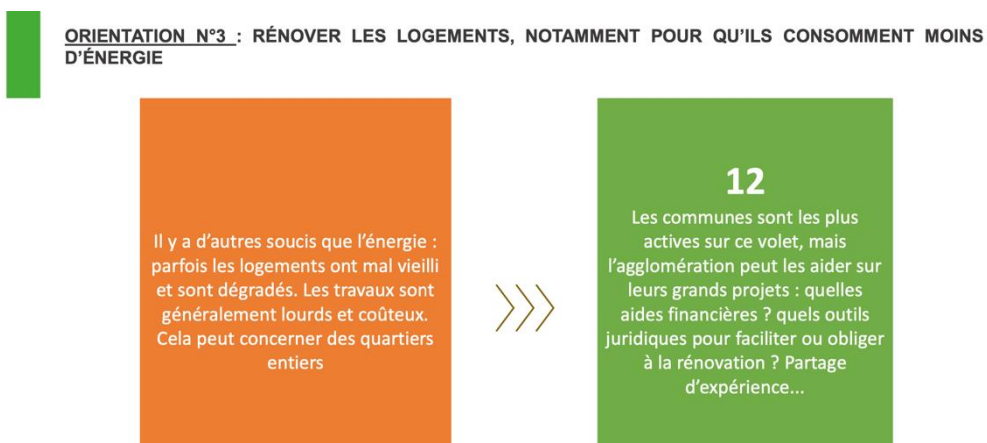 ORIENTATION N°3 : RÉNOVER LES LOGEMENTS, NOTAMMENT POUR QU'ILS CONSOMMENT MOINS
D'ÉNERGIE
Il y a d'autres soucis que l'énergie :
parfois les logements ont mal vieilli
et sont dégradés. Les travaux sont
généralement lourds et coûteux.
Cela peut concerner des quartiers
entiers
12
Les communes sont les plus
actives sur ce volet, mais
l'agglomération peut les aider sur
leurs grands projets : quelles
aides financières ? quels outils
juridiques pour faciliter ou obliger
à la rénovation ? Partage
d'expérience...